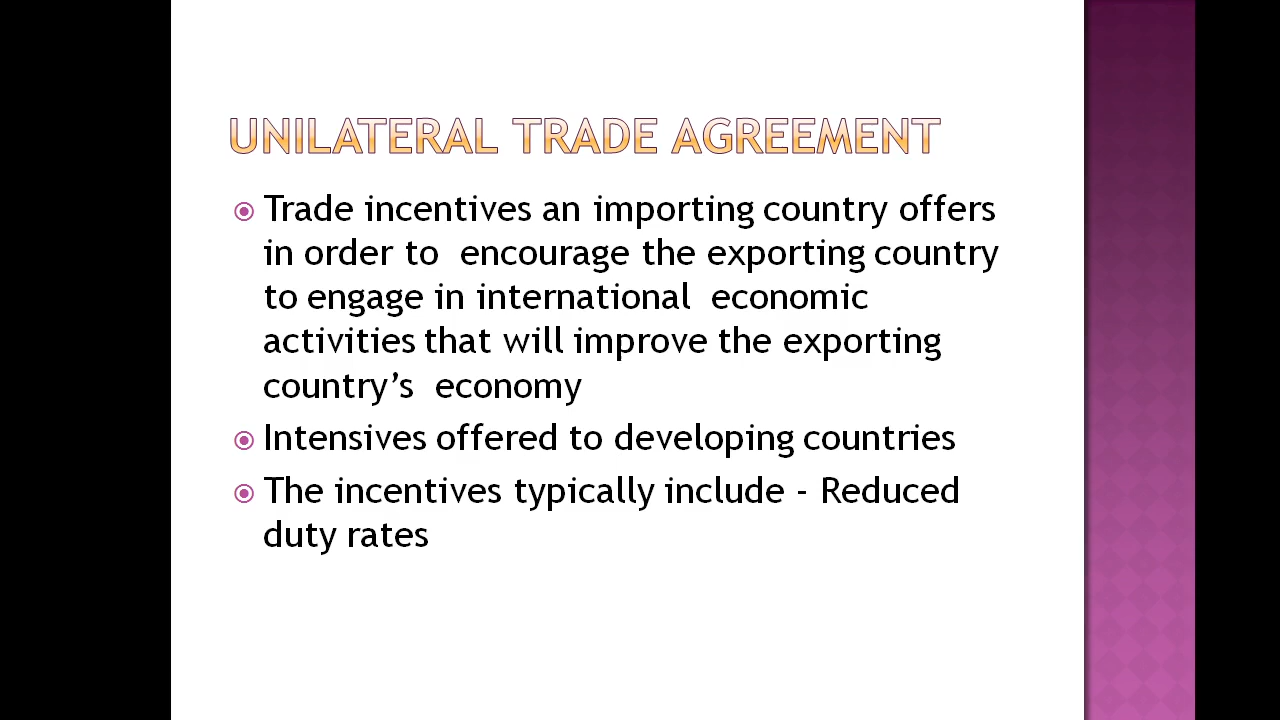 UNILATERAL TRADE AGREEMENT
Trade incentives an importing country offers
in order to  encourage the exporting country
to engage in international  economic
activities that will improve the exporting
country’s  economy
Intensives offered to developing countries
The incentives typically include - Reduced
duty rates